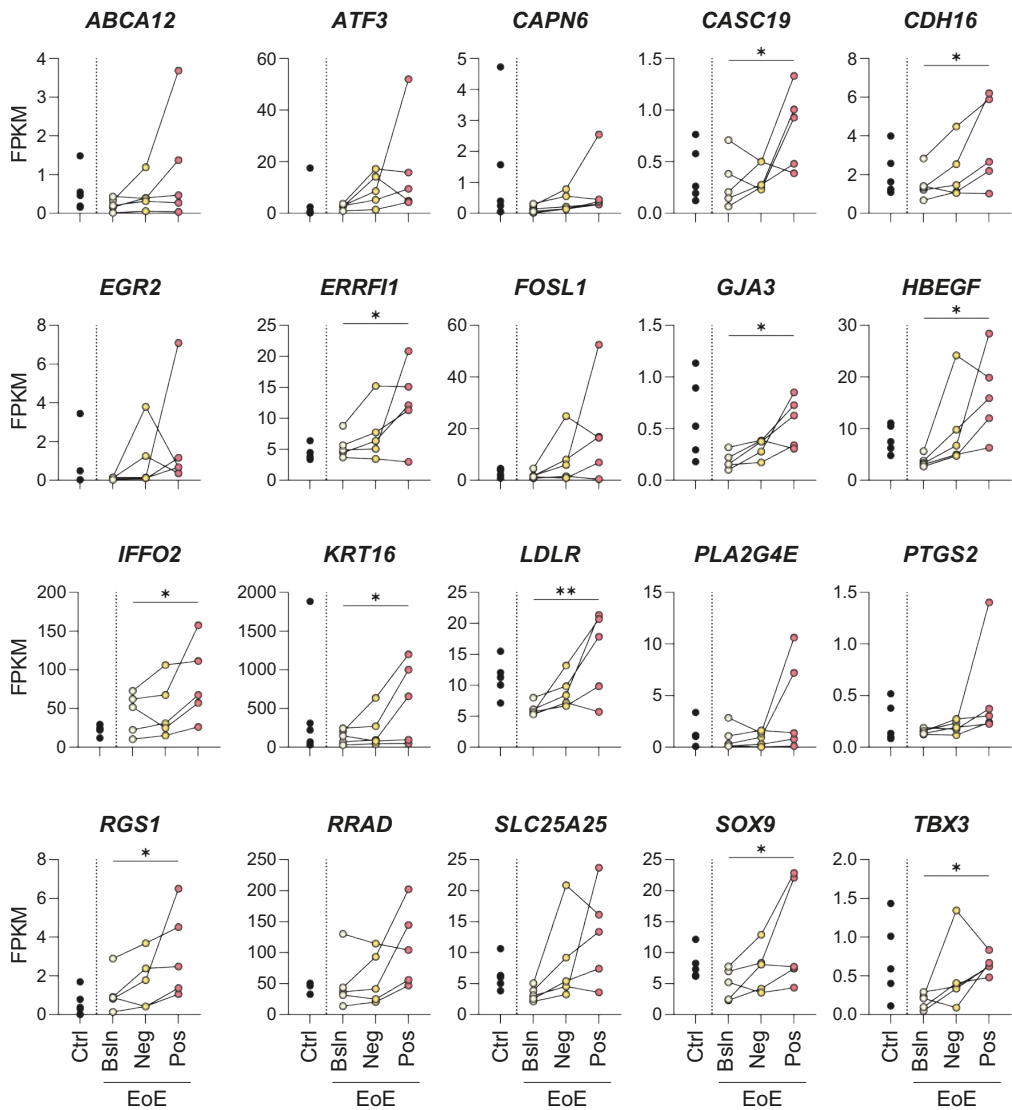 ABCA12 ATF3 CAPN6 CASC19 CDH16
FPKM
4 3 2 1 0
60 40 20 0
5 4 3 2 1 0
1.5 1.0 0.5 0.0 *
8 6 4 2 0 *
EGR2 ERRFI1 FOSL1 GJA3 HBEGF
FPKM
8 6 4 2 0
25 20 15 10 5 0 *
60 40 20 0
1.5 1.0 0.5 0.0 *
30 20 10 0 *
IFFO2 KRT16 LDLR PLA2G4E PTGS2
FPKM
200 150 100 50 0 *
2000 1500 1000 500 0 *
25 20 15 10 5 0 **
15 10 5 0
1.5 1.0 0.5 0.0
RGS1 RRAD SLC25A25 SOX9 TBX3
FPKM
8 6 4 2 0 *
250 200 150 100 50 0
25 20 15 10 5 0
25 20 15 10 5 0 *
2.0 1.5 1.0 0.5 0.0 *
Ctrl Bsln Neg Pos Ctrl Bsln Neg Pos Ctrl Bsln Neg Pos Ctrl Bsln Neg Pos Ctrl Bsln Neg Pos
EoE EoE EoE EoE EoE